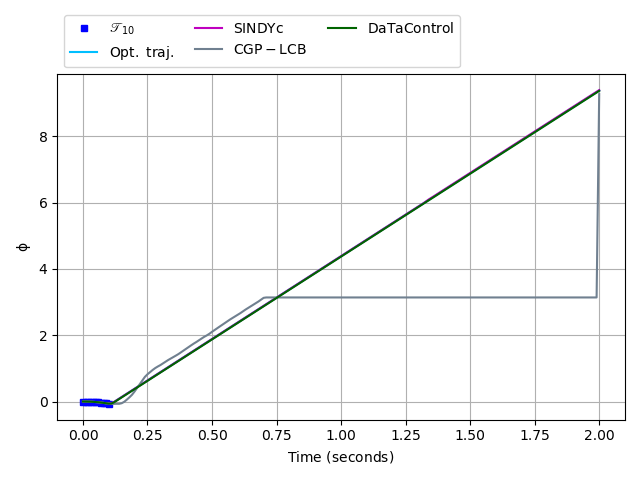 𝒯₁₀
Opt. traj.
SINDYc
CGP − LCB
DaTaControl
8
6
4
2
0
ϕ
0.00 0.25 0.50 0.75 1.00 1.25 1.50 1.75 2.00
Time (seconds)